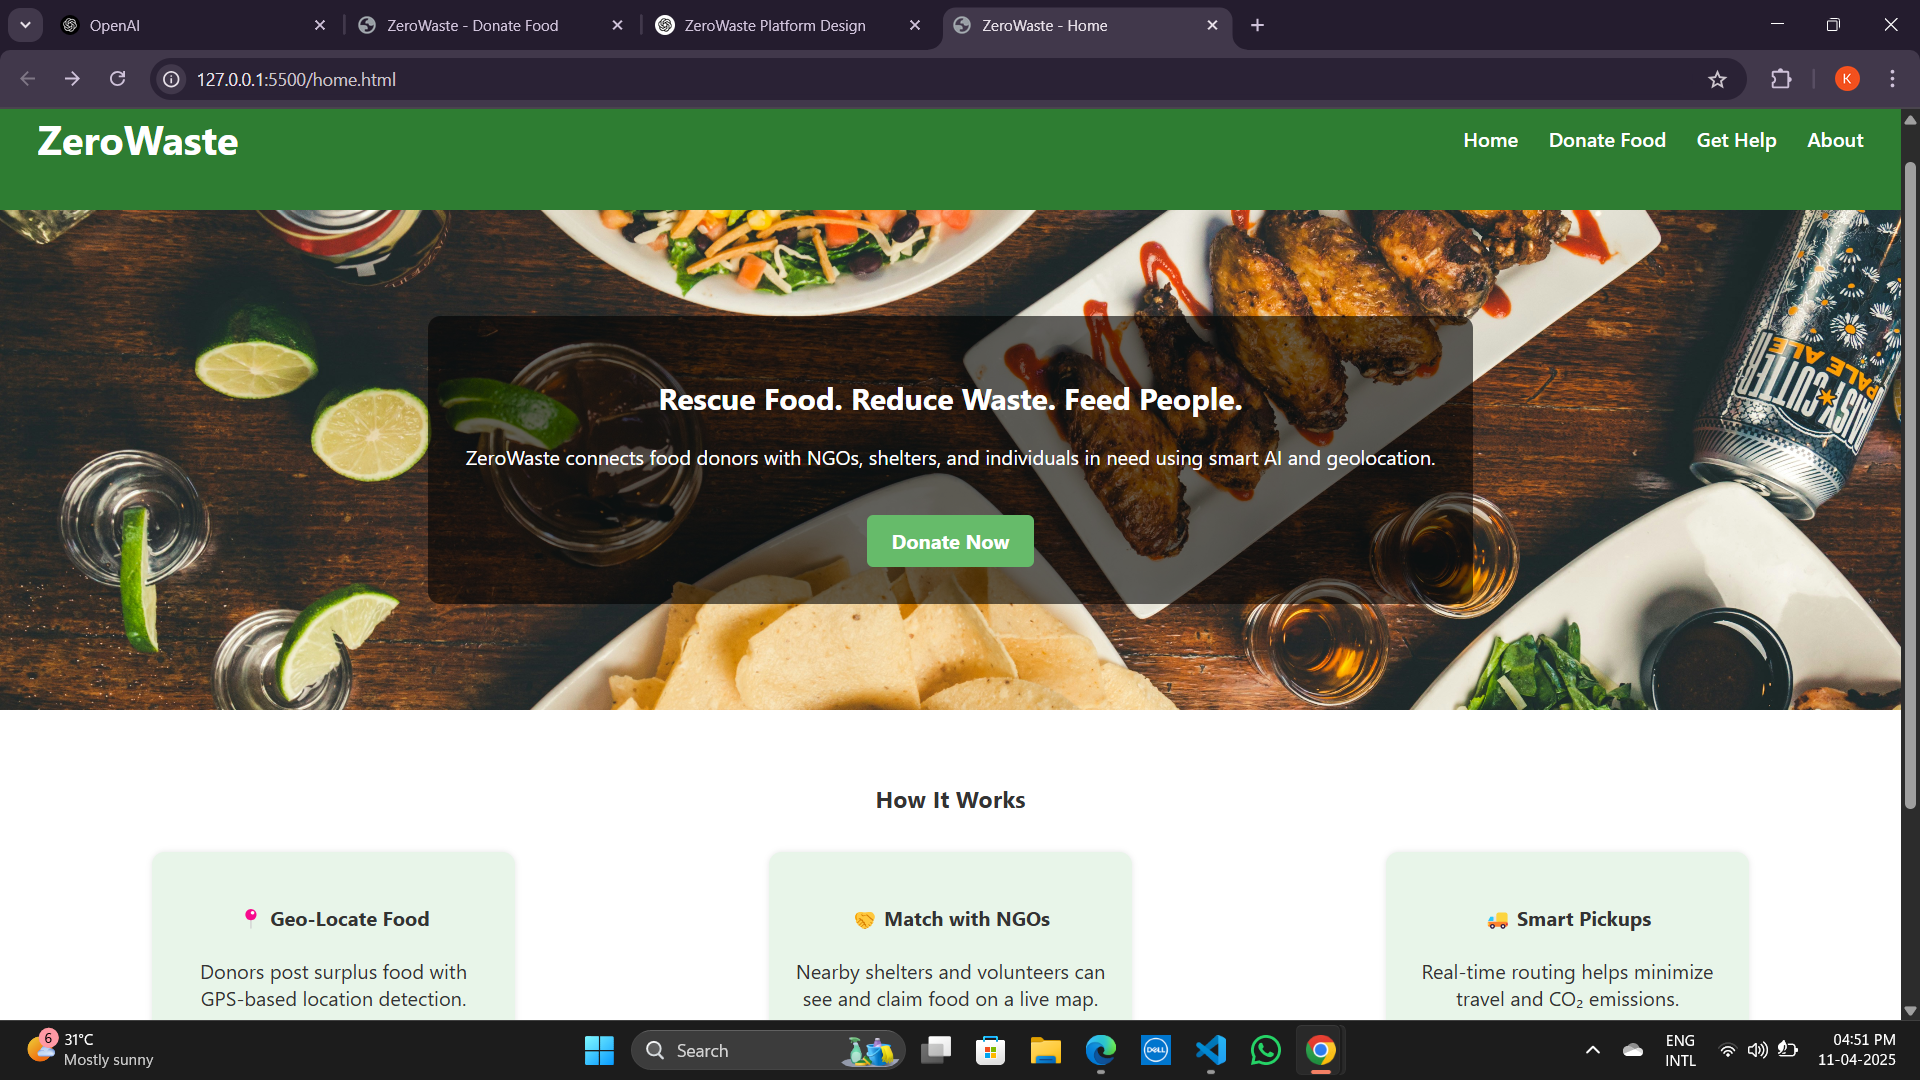 OpenAI
ZeroWaste - Donate Food
ZeroWaste Platform Design
ZeroWaste - Home
127.0.0.1:5500/home.html
K
ZeroWaste
Home
Donate Food
Get Help
About
PALE ALE
Rescue Food. Reduce Waste. Feed People.
ZeroWaste connects food donors with NGOs, shelters, and individuals in need using smart AI and geolocation.
Donate Now
How It Works
📍 Geo-Locate Food
Donors post surplus food with
GPS-based location detection.
🤝 Match with NGOs
Nearby shelters and volunteers can
see and claim food on a live map.
🚚 Smart Pickups
Real-time routing helps minimize
travel and CO₂ emissions.
6
31°C
Mostly sunny
Search
DELL
ENG
INTL
04:51 PM
11-04-2025